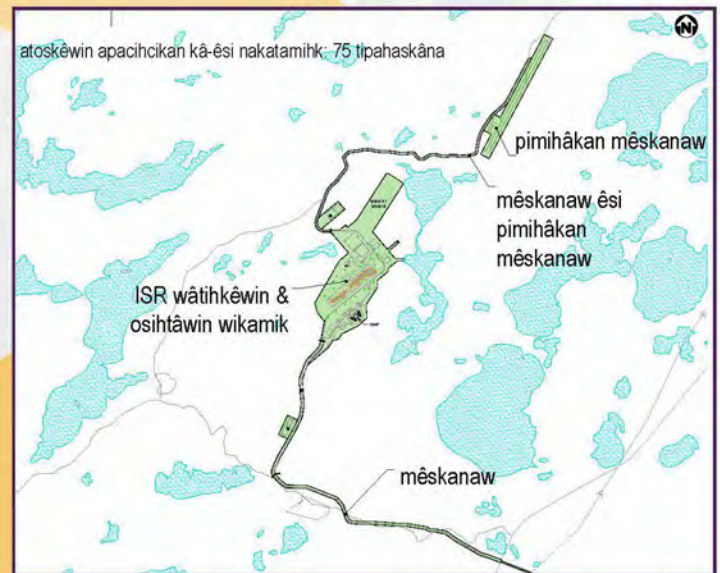 atoskêwin apacihcikan kâ-êsi nakatamihk: 75 tipahaskâna
N
pimihâkan mêskanaw
mêskanaw êsi
pimihâkan
mêskanaw
ISR wâtihkêwin &
osihtâwin wikamik
mêskanaw